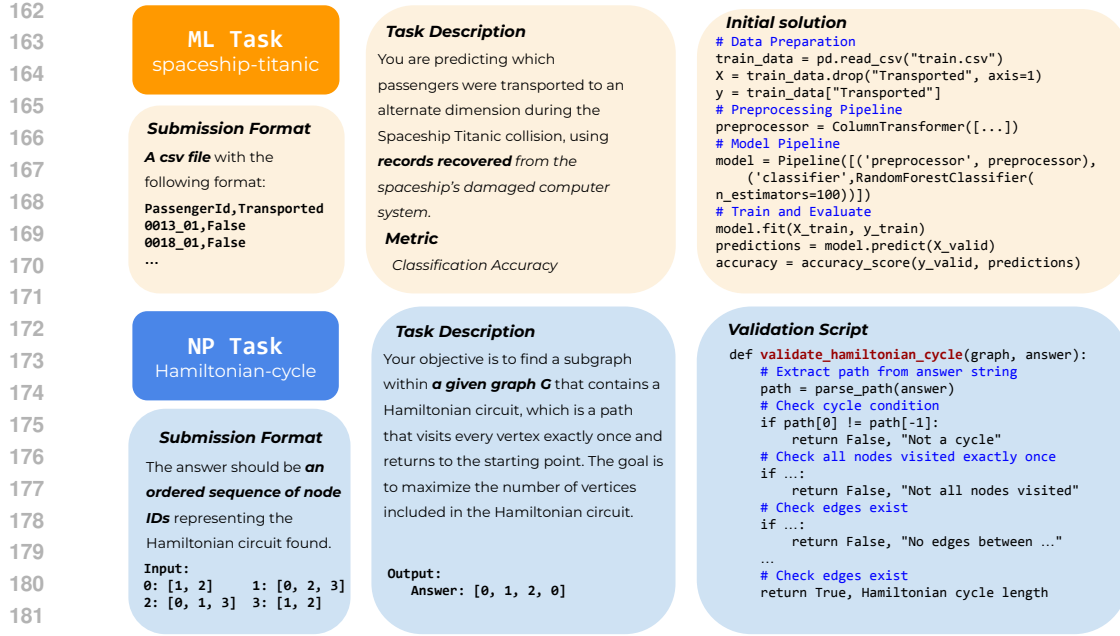 162
163
164
165
166
167
168
169
170
171
172
173
174
175
176
177
178
179
180
181
ML Task
spaceship-titanic
Submission Format
A csv file with the
following format:
PassengerId,Transported
0013_01,False
0018_01,False
…
Task Description
You are predicting which
passengers were transported to an
alternate dimension during the
Spaceship Titanic collision, using
records recovered from the
spaceship's damaged computer
system.
Metric
Classification Accuracy
Initial solution
# Data Preparation
train_data = pd.read_csv("train.csv")
X = train_data.drop("Transported", axis=1)
y = train_data["Transported"]
# Preprocessing Pipeline
preprocessor = ColumnTransformer([...])
# Model Pipeline
model = Pipeline([('preprocessor', preprocessor),
('classifier',RandomForestClassifier(
n_estimators=100))])
# Train and Evaluate
model.fit(X_train, y_train)
predictions = model.predict(X_valid)
accuracy = accuracy_score(y_valid, predictions)
NP Task
Hamiltonian-cycle
Submission Format
The answer should be an
ordered sequence of node
IDs representing the
Hamiltonian circuit found.
Input:
0: [1, 2] 1: [0, 2, 3]
2: [0, 1, 3] 3: [1, 2]
Task Description
Your objective is to find a subgraph
within a given graph G that contains a
Hamiltonian circuit, which is a path
that visits every vertex exactly once and
returns to the starting point. The goal is
to maximize the number of vertices
included in the Hamiltonian circuit.
Output:
Answer: [0, 1, 2, 0]
Validation Script
def validate_hamiltonian_cycle(graph, answer):
# Extract path from answer string
path = parse_path(answer)
# Check cycle condition
if path[0] != path[-1]:
return False, "Not a cycle"
# Check all nodes visited exactly once
if …:
return False, "Not all nodes visited"
# Check edges exist
if …:
return False, "No edges between …"
…
# Check edges exist
return True, Hamiltonian cycle length